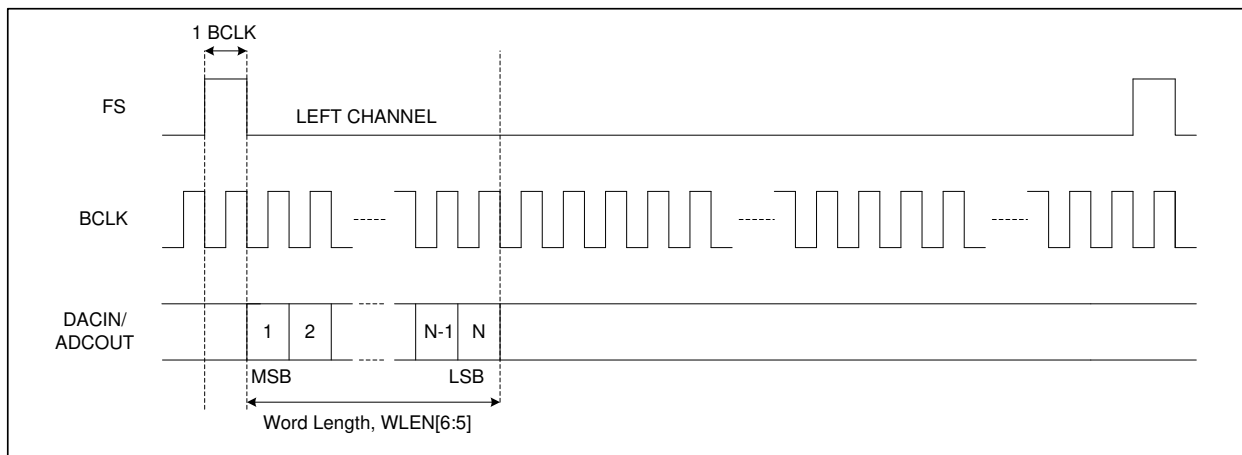 1 BCLK
FS
LEFT CHANNEL
BCLK
DACIN/
ADCOUT
1
2
N-1
N
MSB
LSB
Word Length, WLEN[6:5]